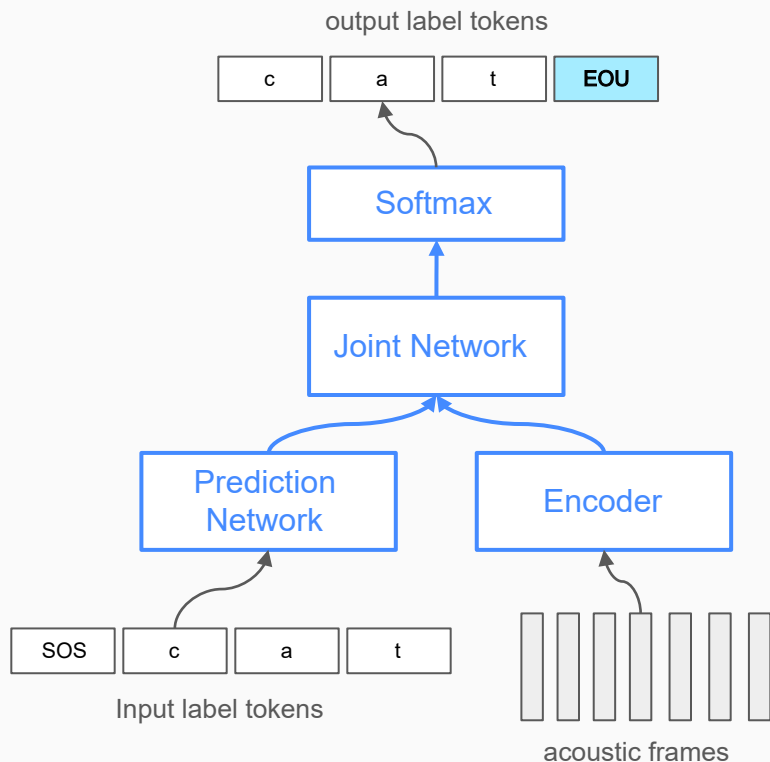 output label tokens
c a t EOU
Softmax
Joint Network
Prediction
Network
Encoder
SOS c a t
Input label tokens
acoustic frames